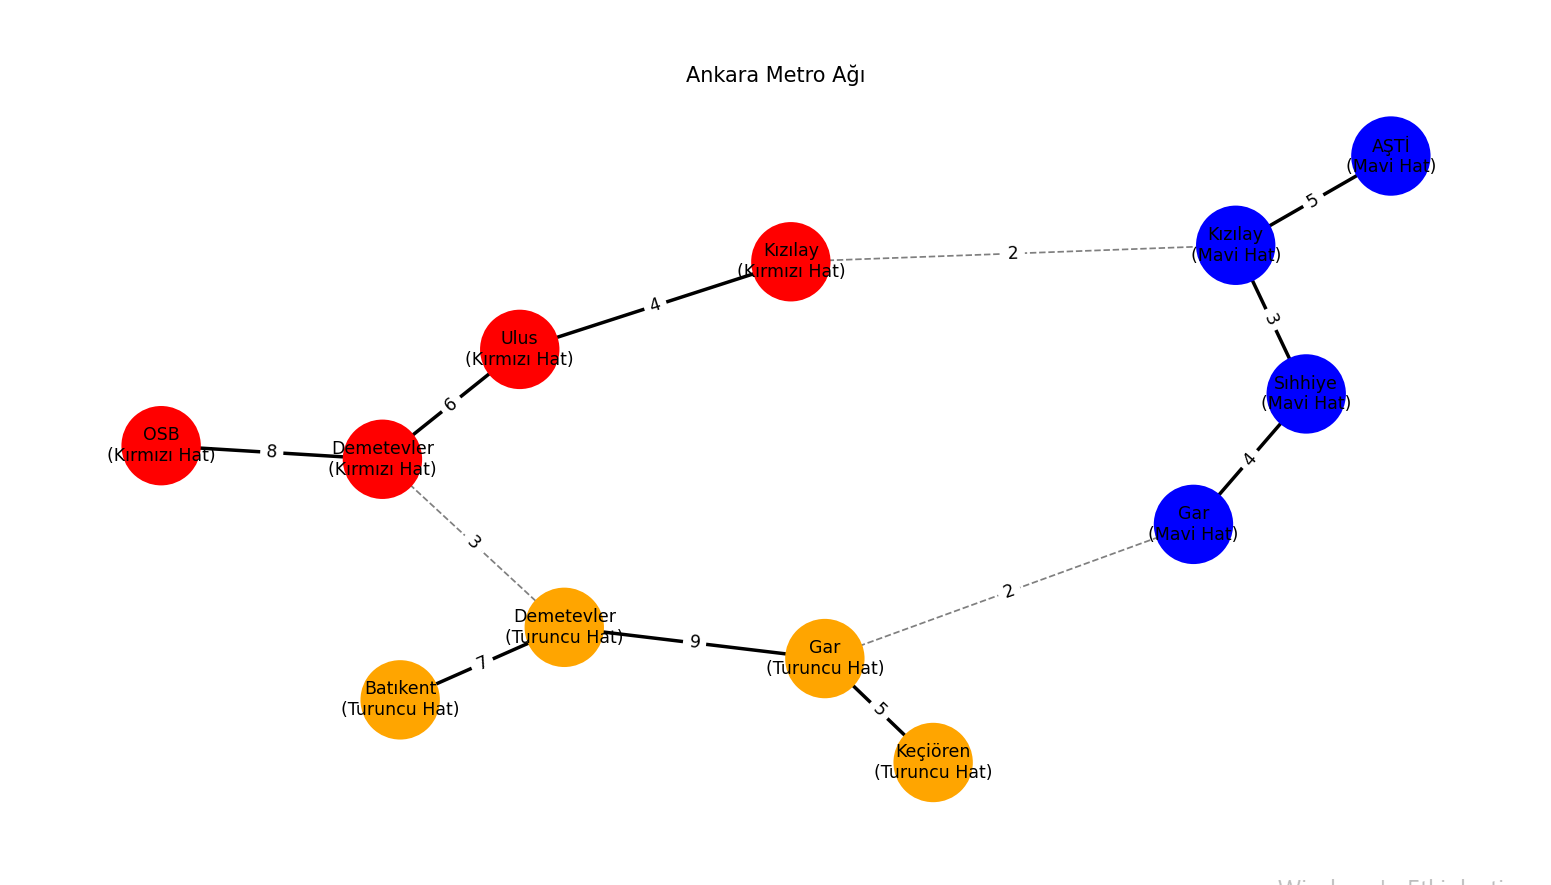 Ankara Metro Ağı
AŞTİ
(Mavi Hat)
5
Kızılay
(Mavi Hat)
2
Kızılay
(Kırmızı Hat)
4
3
Ulus
(Kırmızı Hat)
Sıhhiye
(Mavi Hat)
6
OSB
(Kırmızı Hat)
8
Demetevler
(Kırmızı Hat)
4
Gar
(Mavi Hat)
3
2
Demetevler
(Turuncu Hat)
9
Gar
(Turuncu Hat)
7
Batıkent
(Turuncu Hat)
5
Keçiören
(Turuncu Hat)